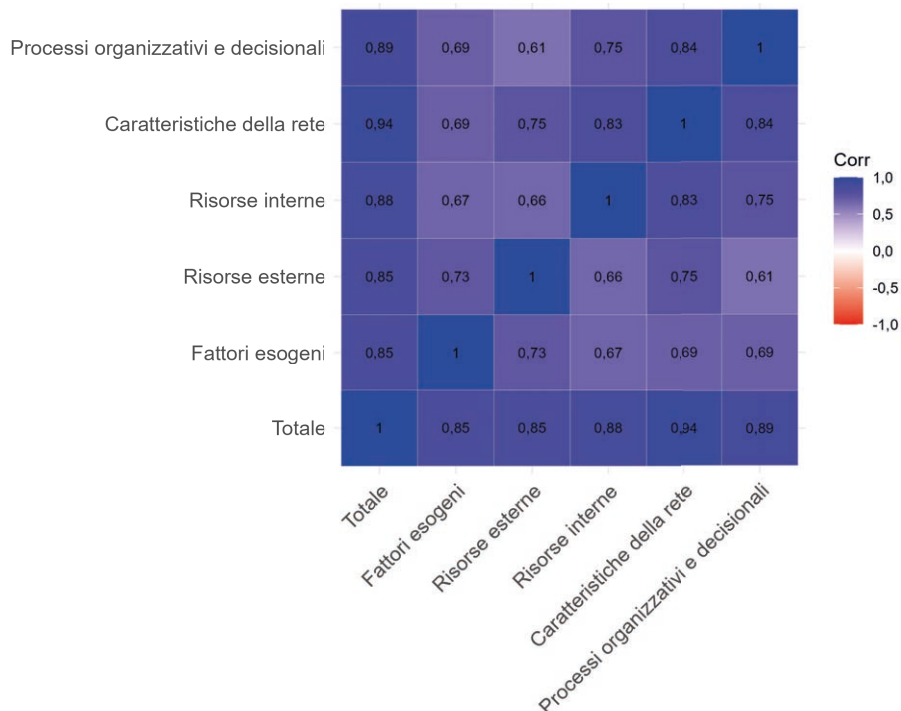 Processi organizzativi e decisionali 0,89 0,69 0,61 0,75 0,84 1
Caratteristiche della rete 0,94 0,69 0,75 0,83 1 0,84
Risorse interne 0,88 0,67 0,66 1 0,83 0,75
Risorse esterne 0,85 0,73 1 0,66 0,75 0,61
Fattori esogeni 0,85 1 0,73 0,67 0,69 0,69
Totale 1 0,85 0,85 0,88 0,94 0,89
Totale
Fattori esogeni
Risorse esterne
Risorse interne
Caratteristiche della rete
Processi organizzativi e decisionali
Corr
1,0
0,5
0,0
-0,5
-1,0